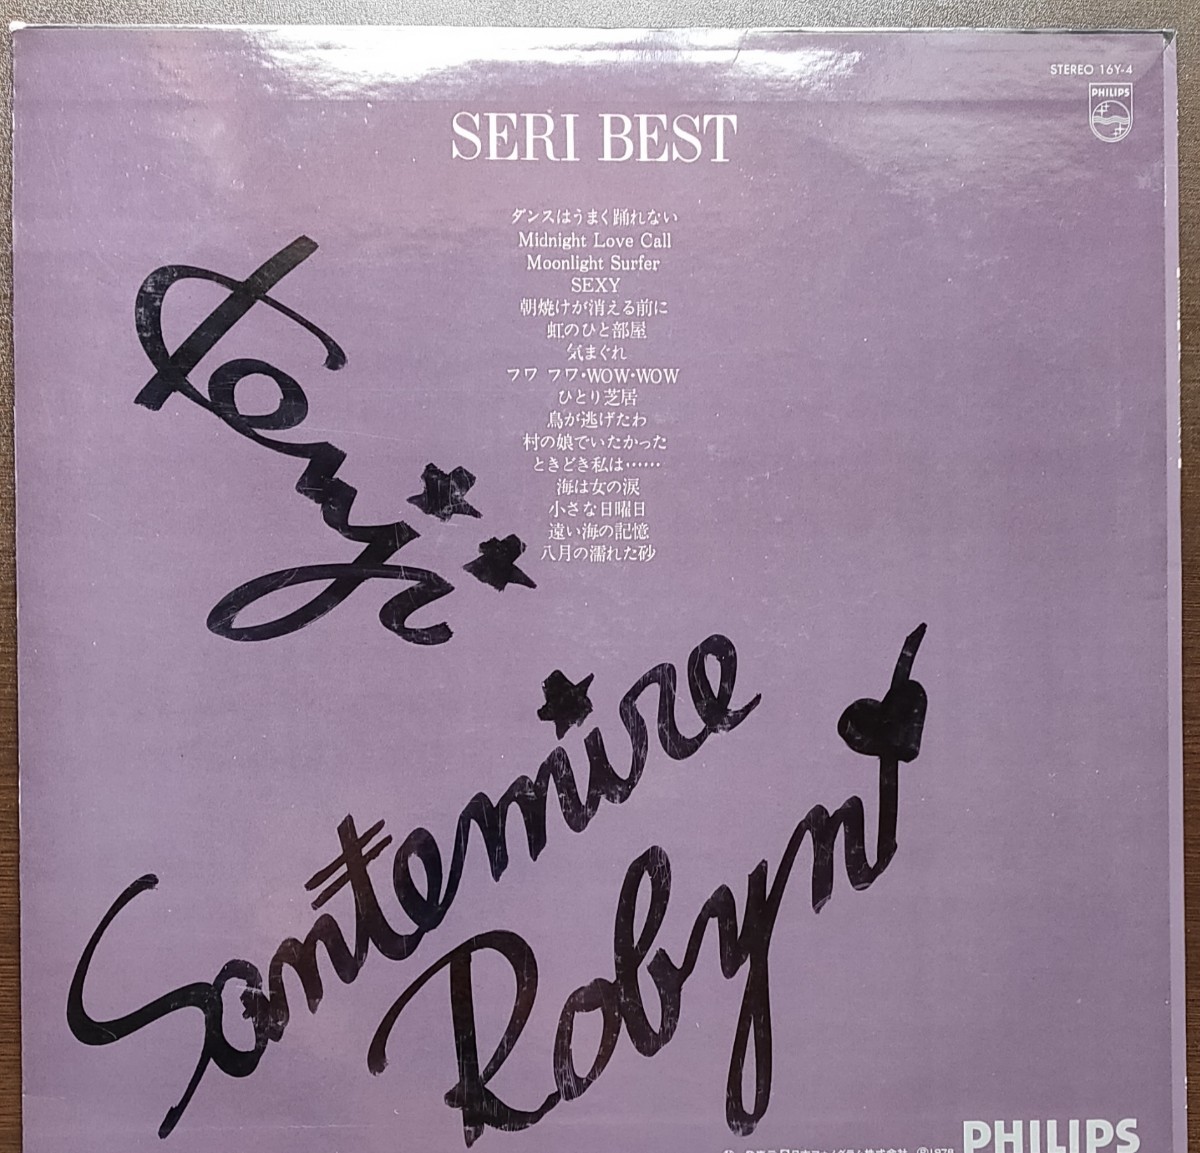 STEREO 16Y-4
PHILIPS
SERI BEST
ダンスはうまく踊れない
Midnight Love Call
Moonlight Surfer
SEXY
朝焼けが消える前に
虹のひと部屋
気まぐれ
フワ フワ・WOW・WOW
ひとり芝居
鳥が逃げたわ
村の娘でいたかった
ときどき私は……
海は女の涙
小さな日曜日
遠い海の記憶
八月の濡れた砂
Santemire
Robyn
PHILIPS